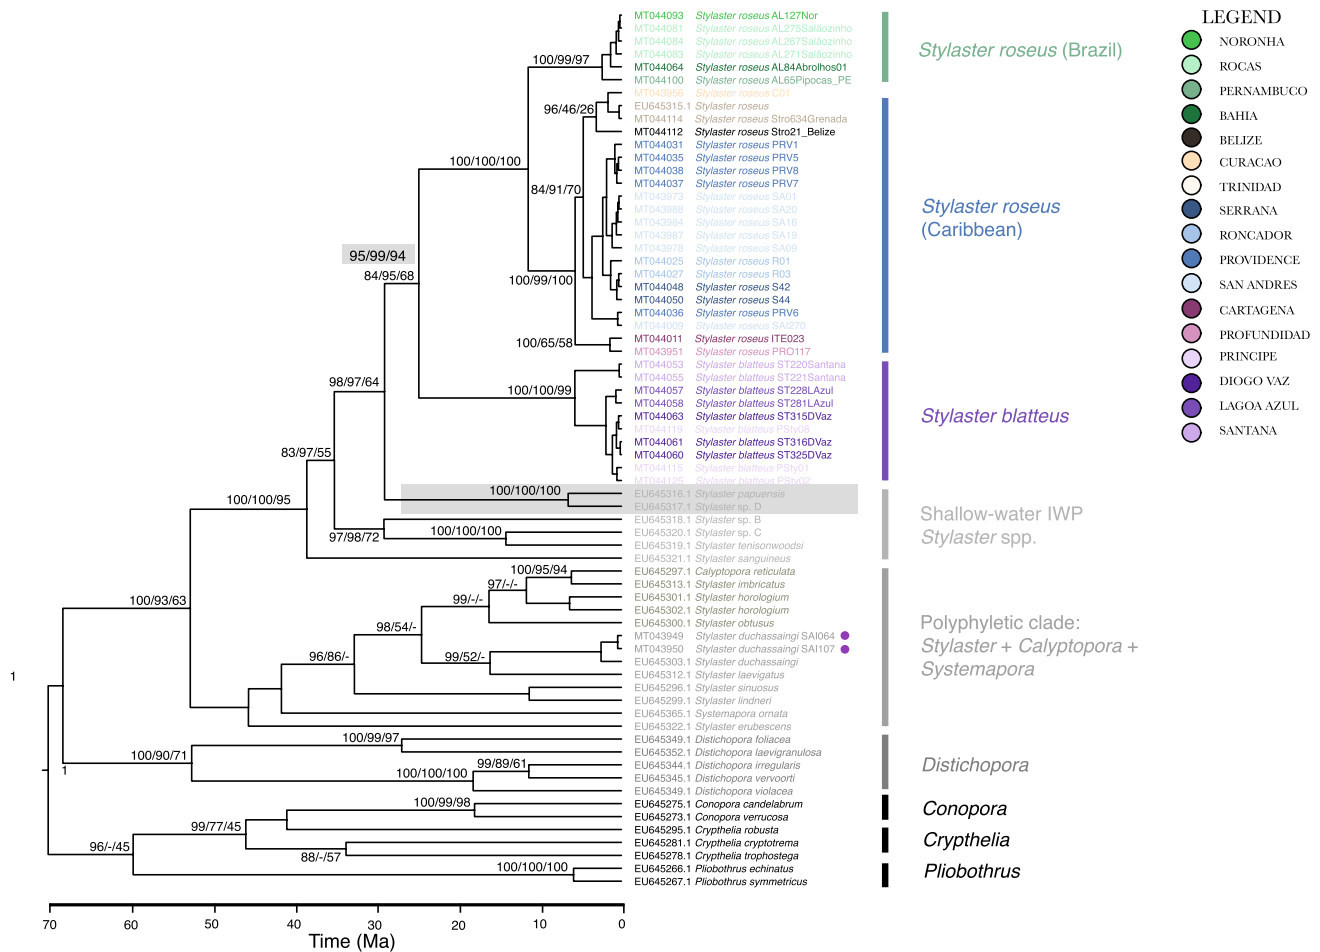 MT044093 Stylaster roseus AL127Nor
MT044081 Stylaster roseus AL275Salãozinho
MT044084 Stylaster roseus AL267Salãozinho
MT044083 Stylaster roseus AL271Salãozinho
MT044064 Stylaster roseus AL84Abrolhos01
MT044100 Stylaster roseus AL65Pipocas_PE
MT043956 Stylaster roseus C01
EU645315.1 Stylaster roseus
MT044114 Stylaster roseus Stro634Grenada
MT044112 Stylaster roseus Stro21_Belize
MT044031 Stylaster roseus PRV1
MT044035 Stylaster roseus PRV5
MT044038 Stylaster roseus PRV8
MT044037 Stylaster roseus PRV7
MT043973 Stylaster roseus SA01
MT043988 Stylaster roseus SA20
MT043984 Stylaster roseus SA16
MT043987 Stylaster roseus SA19
MT043978 Stylaster roseus SA09
MT044025 Stylaster roseus R01
MT044027 Stylaster roseus R03
MT044048 Stylaster roseus S42
MT044050 Stylaster roseus S44
MT044036 Stylaster roseus PRV6
MT044009 Stylaster roseus SAI270
MT044011 Stylaster roseus ITE023
MT043951 Stylaster roseus PRO117
MT044053 Stylaster blatteus ST220Santana
MT044055 Stylaster blatteus ST221Santana
MT044057 Stylaster blatteus ST228LAzul
MT044058 Stylaster blatteus ST281LAzul
MT044063 Stylaster blatteus ST315DVaz
MT044119 Stylaster blatteus PSty08
MT044061 Stylaster blatteus ST316DVaz
MT044060 Stylaster blatteus ST325DVaz
MT044115 Stylaster blatteus PSty01
MT044125 Stylaster blatteus PSty02
EU645316.1 Stylaster papuensis
EU645317.1 Stylaster sp. D
EU645318.1 Stylaster sp. B
EU645320.1 Stylaster sp. C
EU645319.1 Stylaster tenisonwoodsi
EU645321.1 Stylaster sanguineus
EU645297.1 Calyptopora reticulata
EU645313.1 Stylaster imbricatus
EU645301.1 Stylaster horologium
EU645302.1 Stylaster horologium
EU645300.1 Stylaster obtusus
MT043949 Stylaster duchassaingi SAI064
MT043950 Stylaster duchassaingi SAI107
EU645303.1 Stylaster duchassaingi
EU645312.1 Stylaster laevigatus
EU645296.1 Stylaster sinuosus
EU645299.1 Stylaster lindneri
EU645365.1 Systemapora ornata
EU645322.1 Stylaster erubescens
EU645349.1 Distichopora foliacea
EU645352.1 Distichopora laevigranulosa
EU645344.1 Distichopora irregularis
EU645345.1 Distichopora vervoorti
EU645349.1 Distichopora violacea
EU645275.1 Conopora candelabrum
EU645273.1 Conopora verrucosa
EU645295.1 Crypthelia robusta
EU645281.1 Crypthelia cryptotrema
EU645278.1 Crypthelia trophostega
EU645266.1 Pliobothrus echinatus
EU645267.1 Pliobothrus symmetricus
100/99/97
96/46/26
100/100/100
84/91/70
95/99/94
84/95/68
100/99/100
100/65/58
98/97/64
100/100/99
83/97/55
100/100/95
100/100/100
97/98/72
100/100/100
100/95/94
97/-/-
99/-/-
100/93/63
98/54/-
96/86/-
99/52/-
1
100/99/97
100/90/71
1
99/89/61
100/100/100
100/99/98
99/77/45
96/-/45
88/-/57
100/100/100
Stylaster roseus (Brazil)
Stylaster roseus
(Caribbean)
Stylaster blatteus
Shallow-water IWP
Stylaster spp.
Polyphyletic clade:
Stylaster + Calyptopora +
Systemapora
Distichopora
Conopora
Crypthelia
Pliobothrus
LEGEND
NORONHA
ROCAS
PERNAMBUCO
BAHIA
BELIZE
CURACAO
TRINIDAD
SERRANA
RONCADOR
PROVIDENCE
SAN ANDRES
CARTAGENA
PROFUNDIDAD
PRINCIPE
DIOGO VAZ
LAGOA AZUL
SANTANA
70 60 50 40 30 20 10 0
Time (Ma)